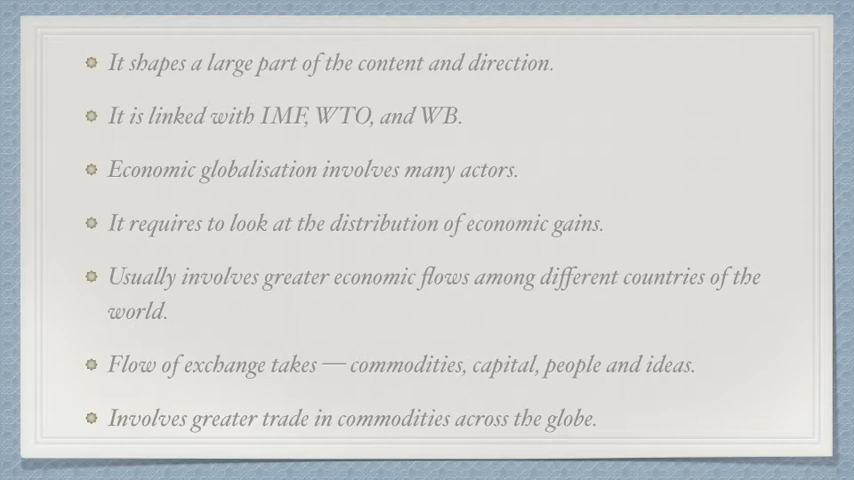 It shapes a large part of the content and direction.
It is linked with IMF, WTO, and WB.
Economic globalisation involves many actors.
It requires to look at the distribution of economic gains.
Usually involves greater economic flows among different countries of the
world.
Flow of exchange takes — commodities, capital, people and ideas.
Involves greater trade in commodities across the globe.